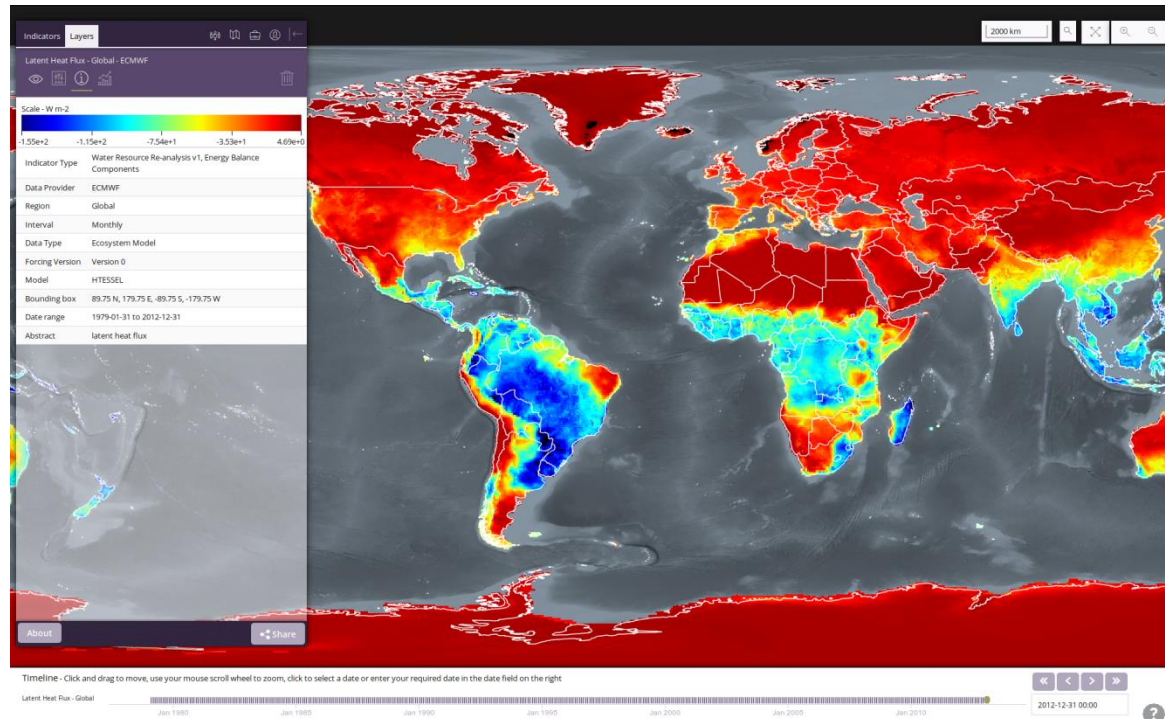 Indicators Layers
Latent Heat Flux - Global - ECMWF
Scale - W m-2
-1.55e+2 -1.15e+2 -7.54e+1 -3.53e+1 4.69e+0
Indicator Type Water Resource Re-analysis v1, Energy Balance
Components
Data Provider ECMWF
Region Global
Interval Monthly
Data Type Ecosystem Model
Forcing Version Version 0
Model HTESSEL
Bounding box 89.75 N, 179.75 E, -89.75 S, -179.75 W
Date range 1979-01-31 to 2012-12-31
Abstract latent heat flux
2000 km
About Share
Timeline - Click and drag to move, use your mouse scroll wheel to zoom, click to select a date or enter your required date in the date field on the right
Latent Heat Flux - Global
Jan 1980 Jan 1985 Jan 1990 Jan 1995 Jan 2000 Jan 2005 Jan 2010
2012-12-31 00:00
?